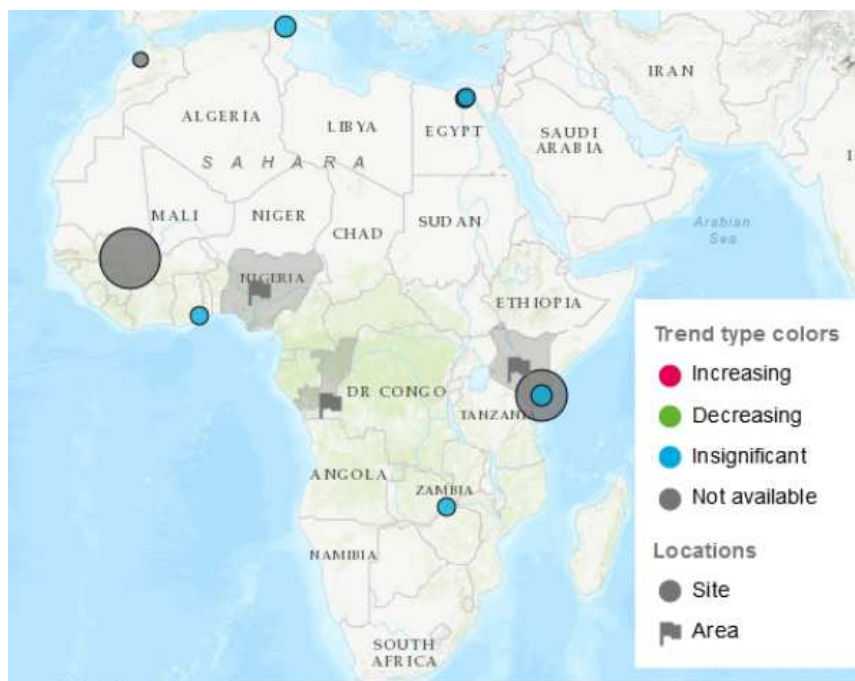 IRAN
ALGERIA
LIBYA
EGYPT
SAUDI
ARABIA
SAHARA
MALI
NIGER
CHAD
SUDAN
Arabian
Sea
NIGERIA
ETHIOPIA
DR CONGO
TANZANIA
ANGOLA
ZAMBIA
NAMIBIA
SOUTH
AFRICA
Trend type colors
Increasing
Decreasing
Insignificant
Not available
Locations
Site
Area